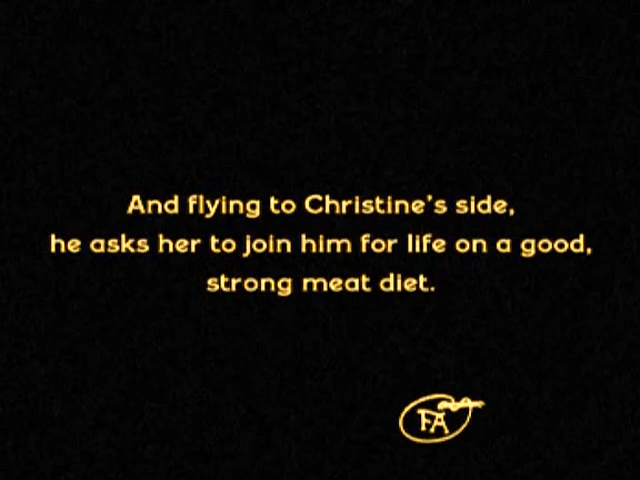 And flying to Christine's side,
he asks her to join him for life on a good,
strong meat diet.
FA